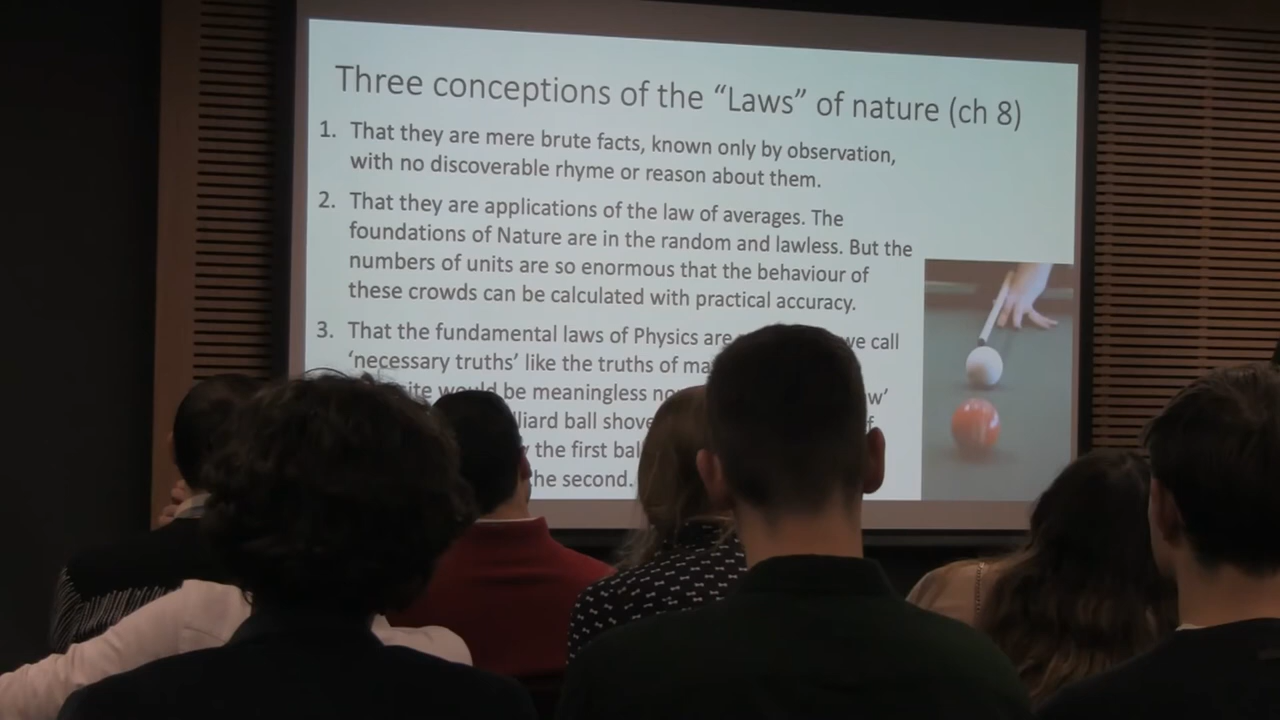 Three conceptions of the “Laws” of nature (ch 8)
1. That they are mere brute facts, known only by observation,
with no discoverable rhyme or reason about them.
2. That they are applications of the law of averages. The
foundations of Nature are in the random and lawless. But the
numbers of units are so enormous that the behaviour of
these crowds can be calculated with practical accuracy.
3. That the fundamental laws of Physics are we call
‘necessary truths’ like the truths of
would be meaningless
ball
the first
the second.